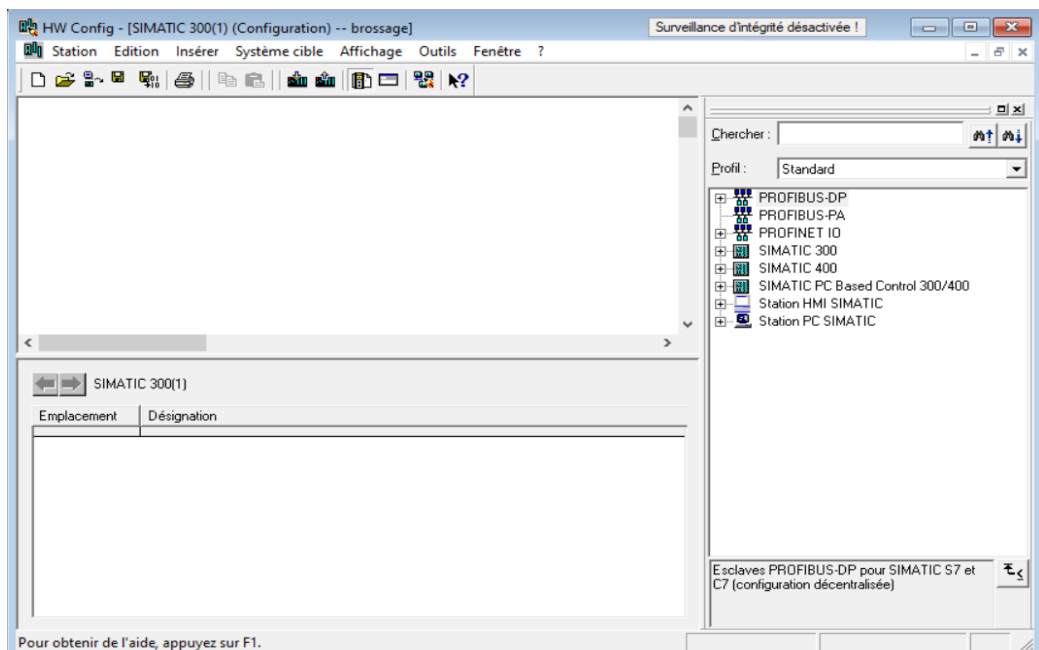 HW Config - [SIMATIC 300(1) (Configuration) -- brossage]
Surveillance d'intégrité désactivée !
Station Edition Insérer Système cible Affichage Outils Fenêtre ?
Chercher :
Profil : Standard
PROFIBUS-DP
PROFIBUS-PA
PROFINET IO
SIMATIC 300
SIMATIC 400
SIMATIC PC Based Control 300/400
Station HMI SIMATIC
Station PC SIMATIC
SIMATIC 300(1)
Emplacement Désignation
Esclaves PROFIBUS-DP pour SIMATIC S7 et
C7 (configuration décentralisée)
Pour obtenir de l'aide, appuyez sur F1.